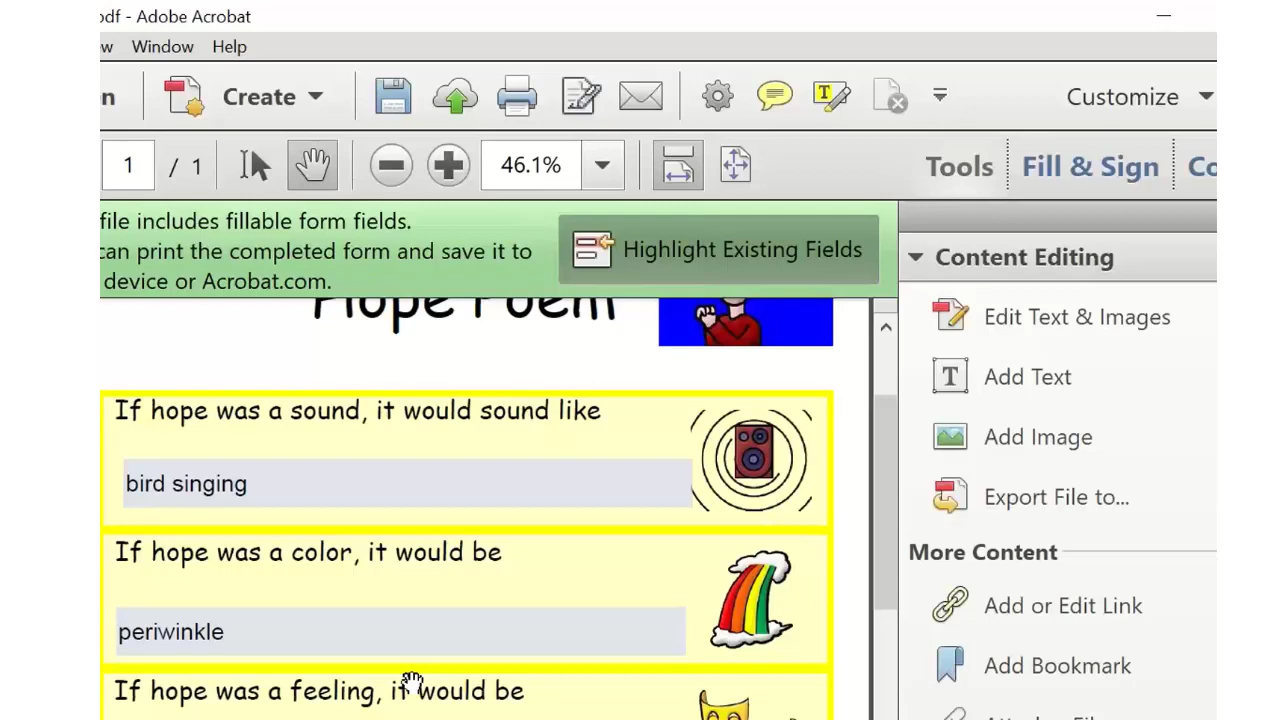 pdf - Adobe Acrobat
Window Help
Create
Customize
1 / 1
46.1%
Tools
Fill & Sign
file includes fillable form fields.
can print the completed form and save it to
device or Acrobat.com.
Highlight Existing Fields
Content Editing
Hope Poem
Edit Text & Images
Add Text
If hope was a sound, it would sound like
Add Image
bird singing
Export File to...
If hope was a color, it would be
More Content
Add or Edit Link
periwinkle
Add Bookmark
If hope was a feeling, it would be